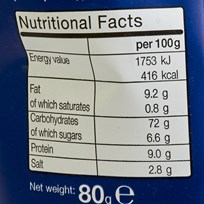 Nutritional Facts
per 100g
Energy value 1753 kJ
416 kcal
Fat 9.2 g
of which saturates 0.8 g
Carbohydrates 72 g
of which sugars 6.6 g
Protein 9.0 g
Salt 2.8 g
Net weight: 80g e